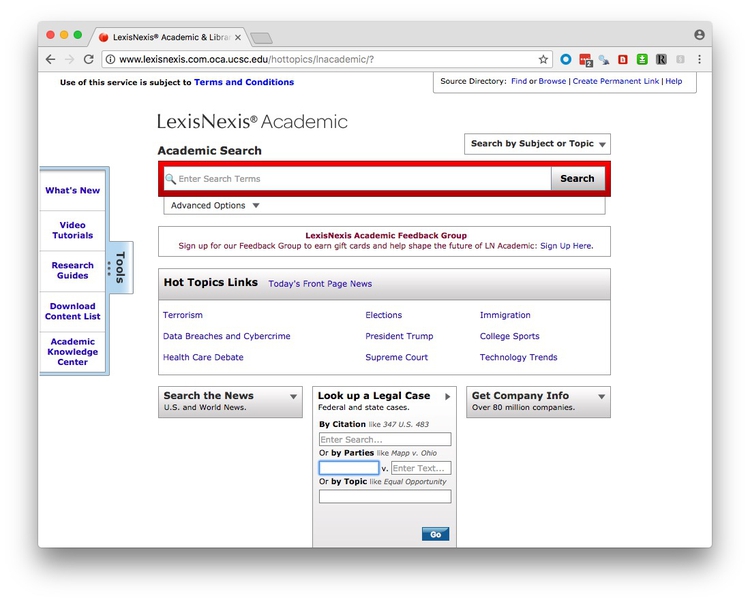 LexisNexis® Academic & Librar
www.lexisnexis.com.oca.ucsc.edu/hottopics/lnacademic/?
Use of this service is subject to Terms and Conditions
Source Directory: Find or Browse | Create Permanent Link | Help
LexisNexis® Academic
Search by Subject or Topic
Academic Search
Enter Search Terms
Search
Advanced Options
What's New
Video
Tutorials
Research
Guides
Download
Content List
Academic
Knowledge
Center
Tools
LexisNexis Academic Feedback Group
Sign up for our Feedback Group to earn gift cards and help shape the future of LN Academic: Sign Up Here.
Hot Topics Links Today's Front Page News
Terrorism Elections Immigration
Data Breaches and Cybercrime President Trump College Sports
Health Care Debate Supreme Court Technology Trends
Search the News
U.S. and World News.
Look up a Legal Case
Federal and state cases.
By Citation like 347 U.S. 483
Enter Search...
Or by Parties like Mapp v. Ohio
v. Enter Text...
Or by Topic like Equal Opportunity
Go
Get Company Info
Over 80 million companies.